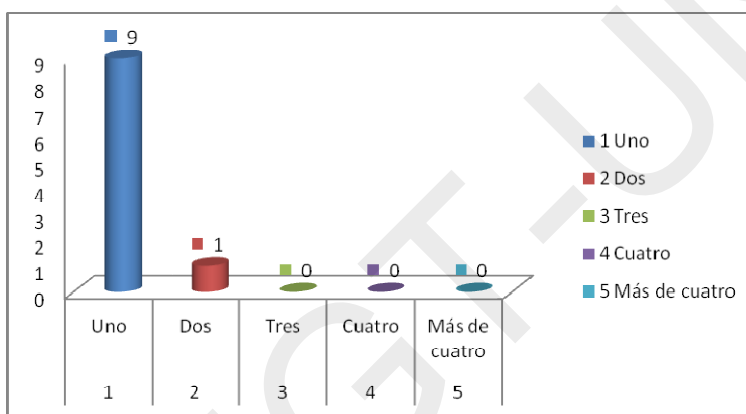 9
9
8
7
6
5
4
3
2
1
0
1
0
0
0
Uno
Dos
Tres
Cuatro
Más de
cuatro
1
2
3
4
5
1 Uno
2 Dos
3 Tres
4 Cuatro
5 Más de cuatro